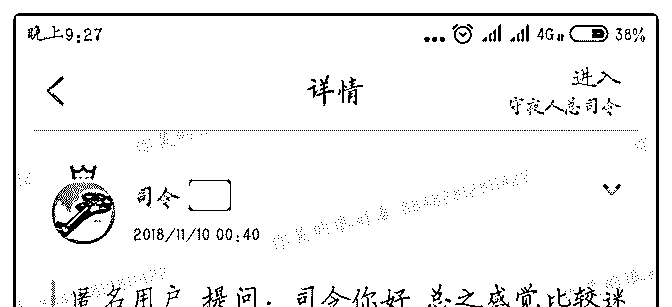 晚上9:27 4G 38%
详情
进入
守夜人总司令
司令
2018/11/10 00:40
匿名用户 提问：司令你好 总之感觉比较迷